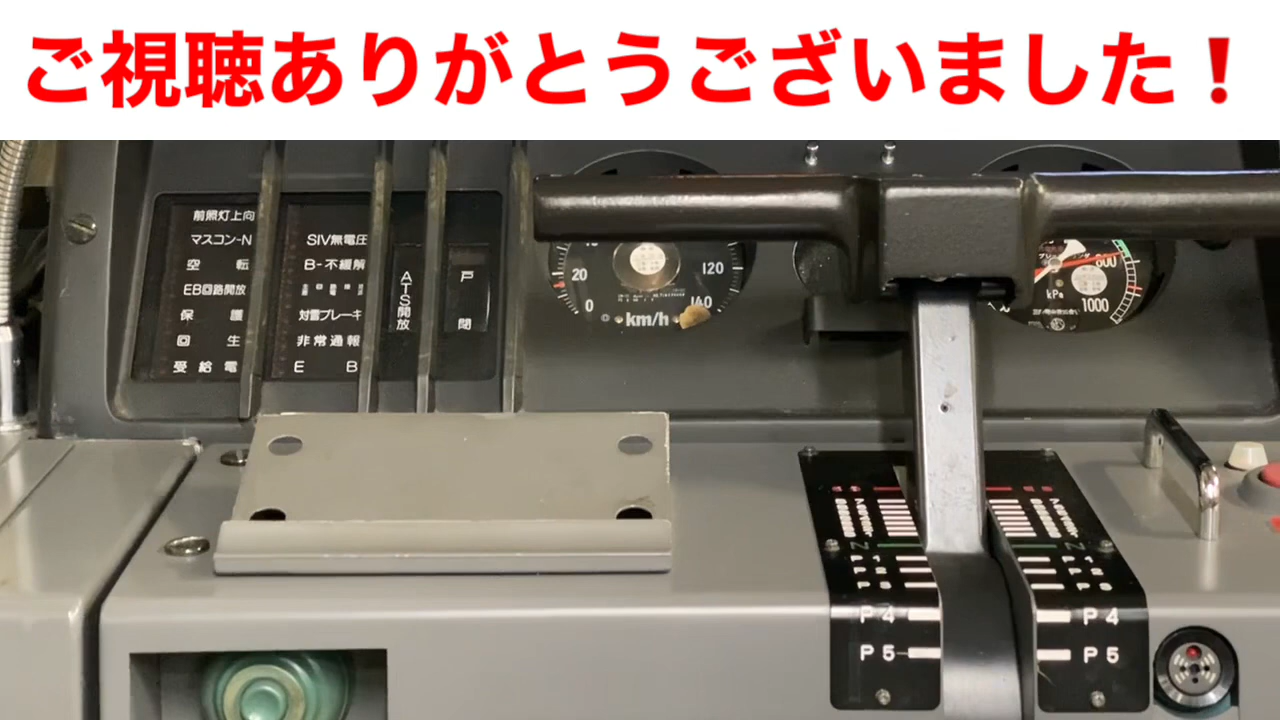 ご視聴ありがとうございました！
前照灯上向
マスコン-N
空 転
EB回路開放
保 護
回 生
受 給 電
SIV無電圧
B-不緩解
対雪ブレーキ
非常通報
E B
ATS開放
戸 閉
20
0
120
140
km/h
800
kPa
1000
N
N
P 4
P 5
P 4
P 5